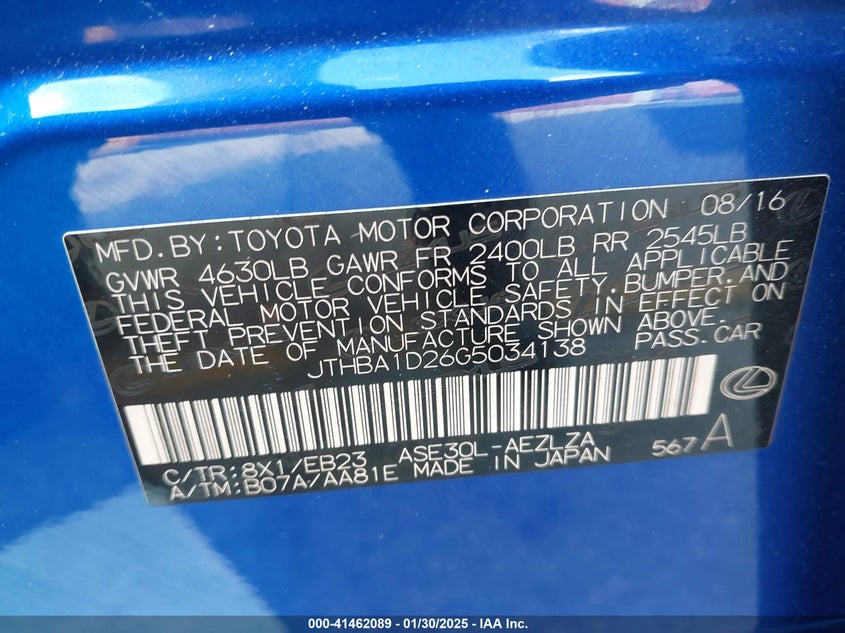 MFD.BY:TOYOTA MOTOR CORPORATION 08/16
GVWR 4630LB GAWR FR 2400LB RR 2545LB
THIS VEHICLE CONFORMS TO ALL APPLICABLE
FEDERAL MOTOR VEHICLE SAFETY,BUMPER,AND
THEFT PREVENTION STANDARDS IN EFFECT ON
THE DATE OF MANUFACTURE SHOWN ABOVE.
JTHBA1D26G5034138 PASS.CAR
C/TR:8X1/EB23 ASE30L-AEZLZA 567A
A/TM:B07A/AA81E MADE IN JAPAN
000-41462089 - 01/30/2025 - IAA Inc.